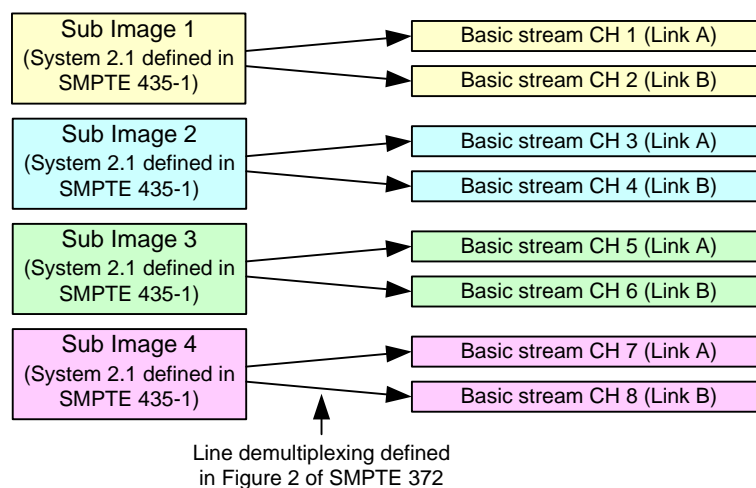 Sub Image 1
(System 2.1 defined in
SMPTE 435-1)
Basic stream CH 1 (Link A)
Basic stream CH 2 (Link B)
Sub Image 2
(System 2.1 defined in
SMPTE 435-1)
Basic stream CH 3 (Link A)
Basic stream CH 4 (Link B)
Sub Image 3
(System 2.1 defined in
SMPTE 435-1)
Basic stream CH 5 (Link A)
Basic stream CH 6 (Link B)
Sub Image 4
(System 2.1 defined in
SMPTE 435-1)
Basic stream CH 7 (Link A)
Basic stream CH 8 (Link B)
Line demultiplexing defined
in Figure 2 of SMPTE 372